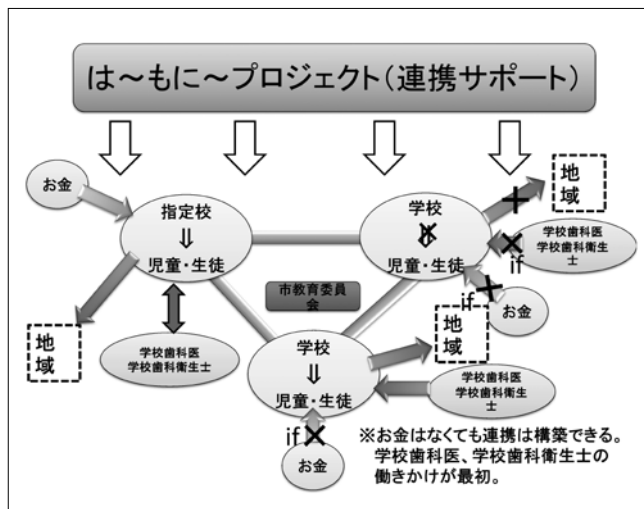 は～もに～プロジェクト（連携サポート）
お金
指定校
⇓
児童・生徒
学校
⇓
児童・生徒
地
域
学校歯科医
学校歯科衛生
士
if
if
お金
市教育委員
会
地
域
学校歯科医
学校歯科衛生士
学校
⇓
児童・生徒
地
域
学校歯科医
学校歯科衛生
士
if
お金
※お金はなくても連携は構築できる。
学校歯科医、学校歯科衛生士の
働きかけが最初。